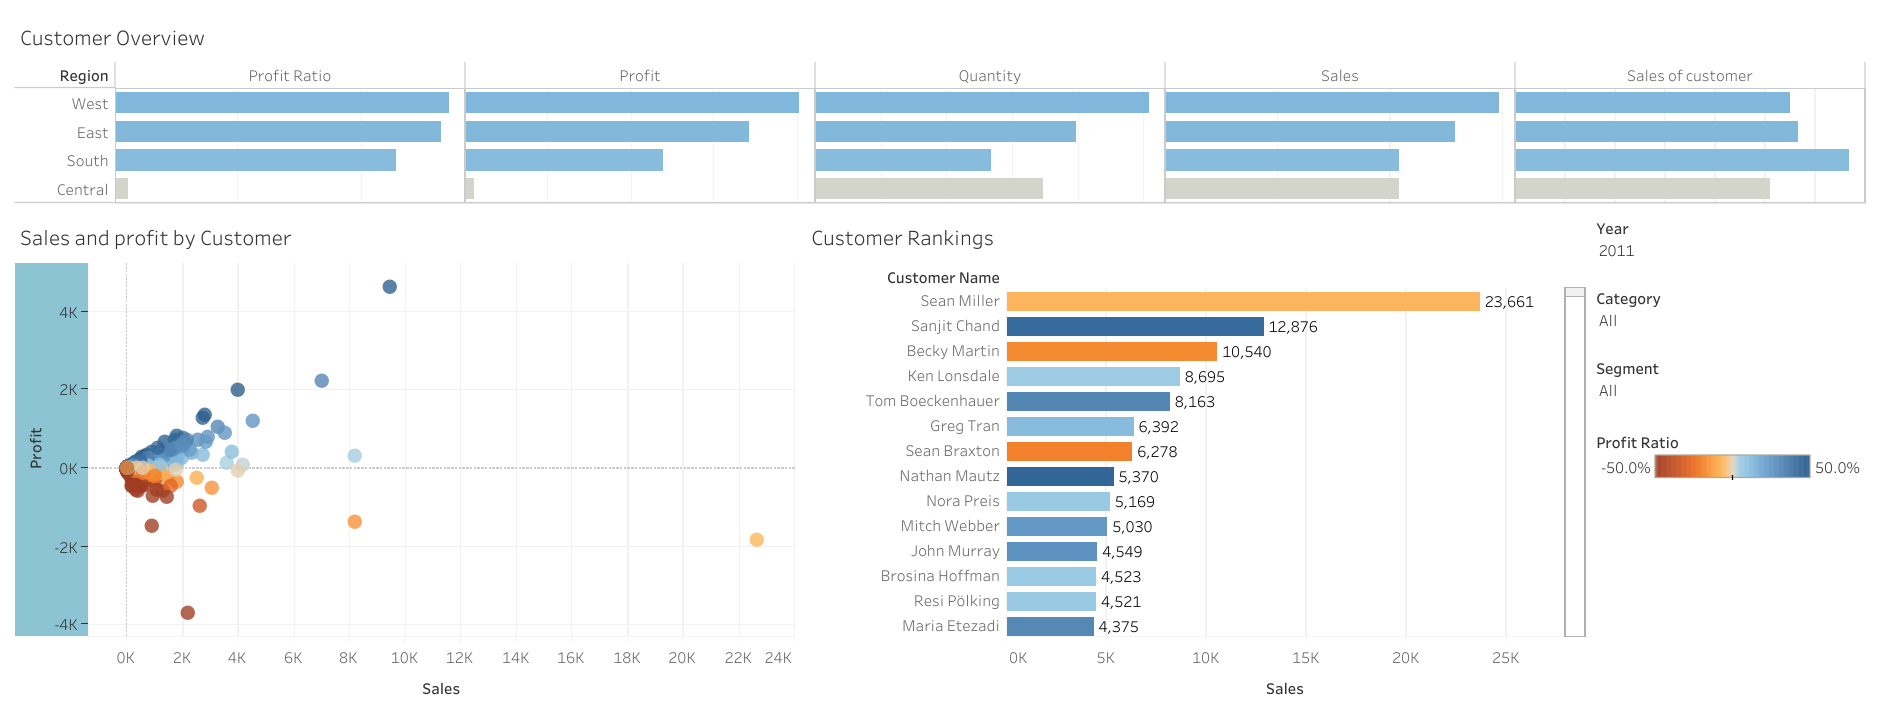 Customer Overview
Region Profit Ratio Profit Quantity Sales Sales of customer
West
East
South
Central
Sales and profit by Customer
Profit
4K
2K
0K
-2K
-4K
0K 2K 4K 6K 8K 10K 12K 14K 16K 18K 20K 22K 24K
Sales
Customer Rankings
Customer Name
Sean Miller 23,661
Sanjit Chand 12,876
Becky Martin 10,540
Ken Lonsdale 8,695
Tom Boeckenhauer 8,163
Greg Tran 6,392
Sean Braxton 6,278
Nathan Mautz 5,370
Nora Preis 5,169
Mitch Webber 5,030
John Murray 4,549
Brosina Hoffman 4,523
Resi Pölking 4,521
Maria Etezadi 4,375
0K 5K 10K 15K 20K 25K
Sales
Year
2011
Category
All
Segment
All
Profit Ratio
-50.0% 50.0%